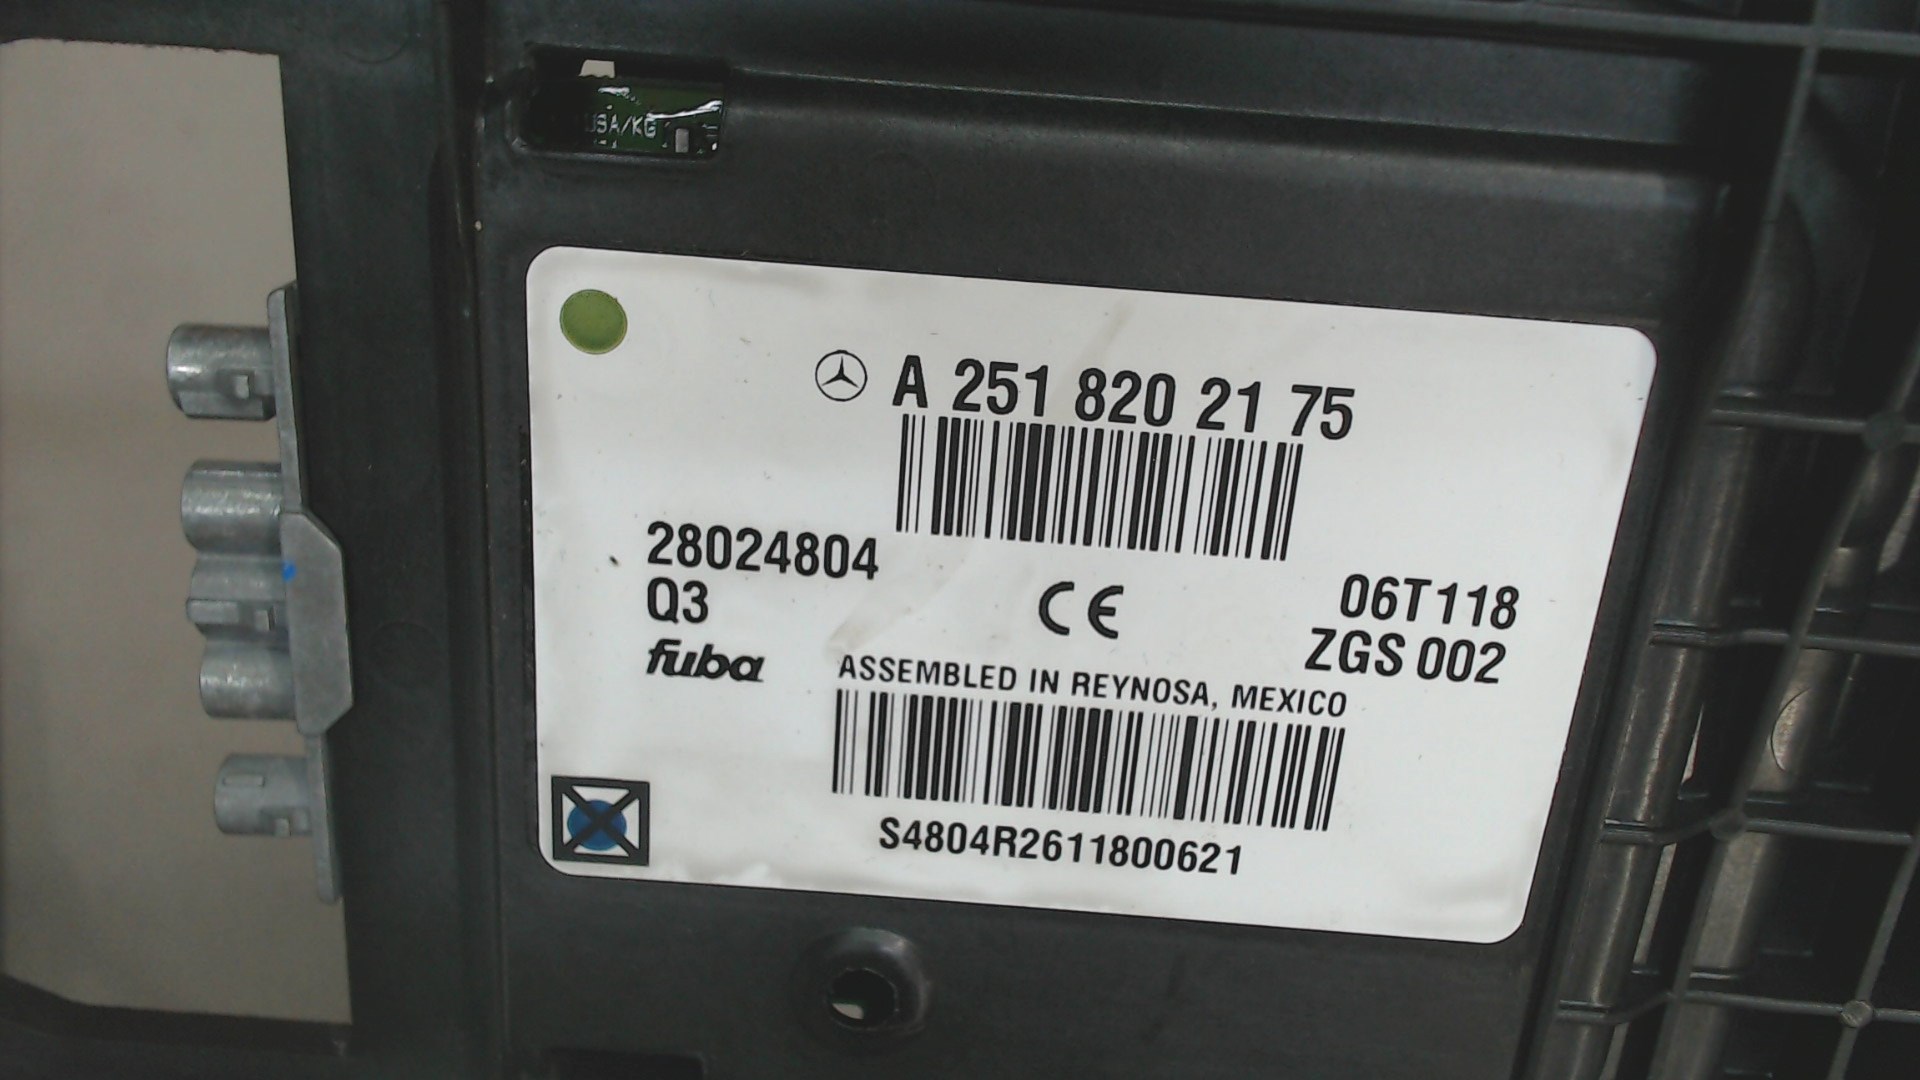 USA/KG
A 251 820 21 75
28024804
Q3
fuba
CE
06T118
ZGS 002
ASSEMBLED IN REYNOSA, MEXICO
S4804R2611800621